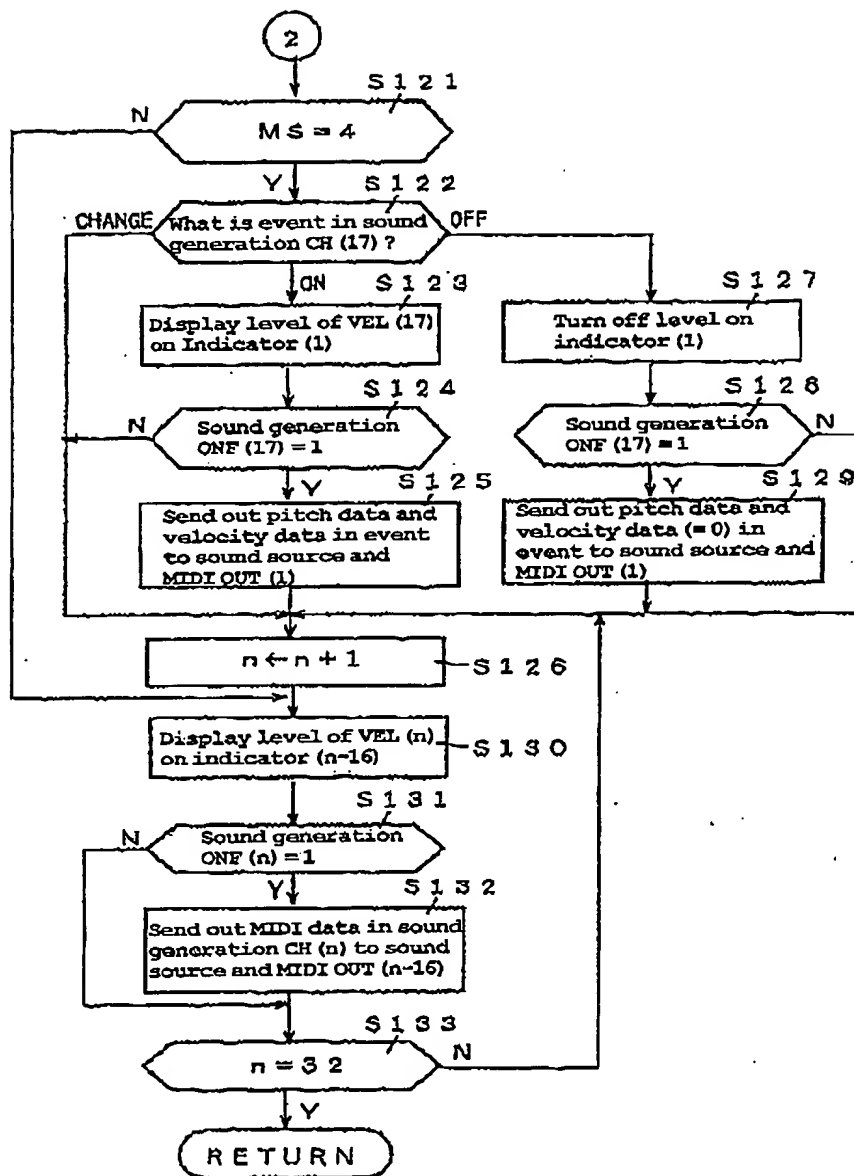 2
S121
N
MS=4
Y
S122
CHANGE
What is event in sound
generation CH (17) ?
OFF
ON
S123
Display level of VEL (17)
on Indicator (1)
S127
Turn off level on
indicator (1)
S124
N
Sound generation
ONF (17) = 1
S128
Sound generation
ONF (17) = 1
N
Y
S125
Send out pitch data and
velocity data in event
to sound source and
MIDI OUT (1)
Y
S129
Send out pitch data and
velocity data (= 0) in
event to sound source and
MIDI OUT (1)
n ← n + 1
S126
Display level of VEL (n)
on indicator (n-16)
S130
S131
N
Sound generation
ONF (n) = 1
Y
S132
Send out MIDI data in sound
generation CH (n) to sound
source and MIDI OUT (n-16)
S133
n = 32
N
Y
RETURN